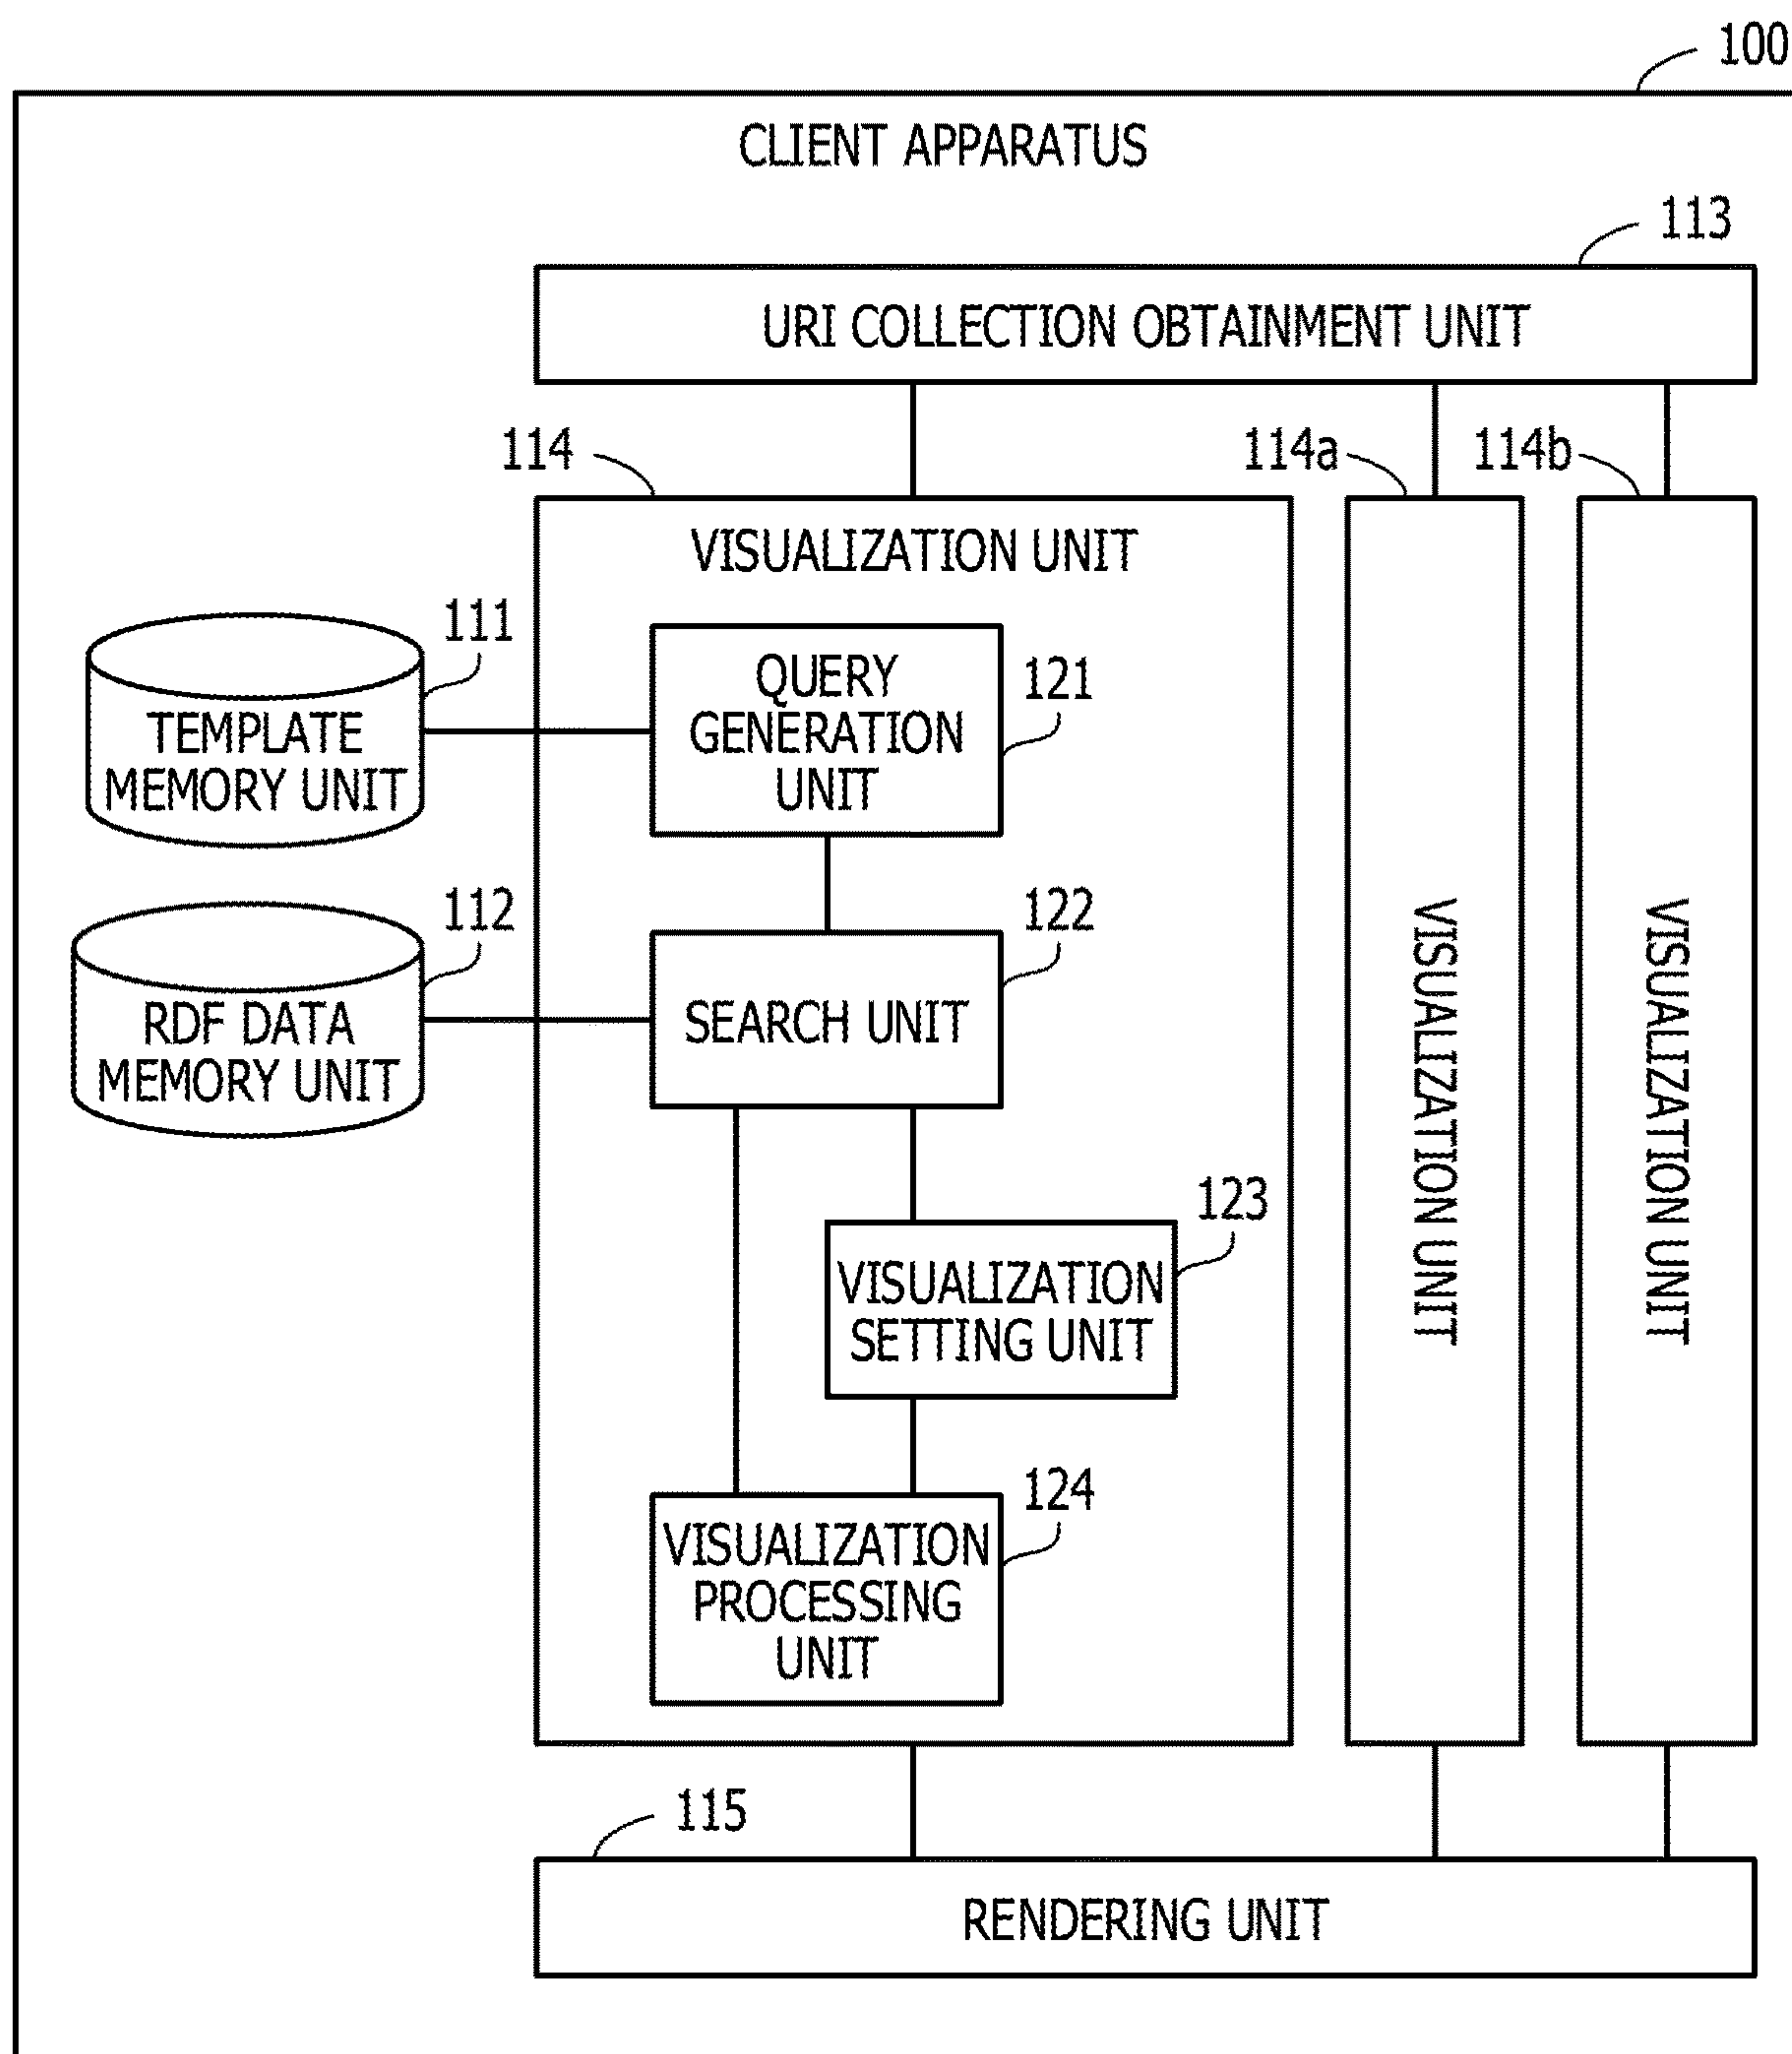 100
CLIENT APPARATUS
113
URI COLLECTION OBTAINMENT UNIT
114
114a
114b
VISUALIZATION UNIT
111
TEMPLATE
MEMORY UNIT
QUERY
GENERATION
UNIT
121
112
RDF DATA
MEMORY UNIT
122
SEARCH UNIT
123
VISUALIZATION
SETTING UNIT
124
VISUALIZATION
PROCESSING
UNIT
VISUALIZATION UNIT
VISUALIZATION UNIT
115
RENDERING UNIT